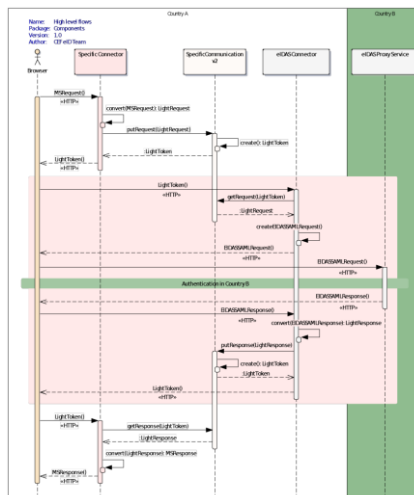 Country A
Country B
Name: High level flows
Package: Components
Version: 1.0
Author: CEF eID Team
Browser
SpecificConnector
SpecificCommunication v2
eIDASConnector
eIDASProxyService
MSRequest()
«HTTP»
convert(MSRequest): LightRequest
putRequest(LightRequest)
create(): LightToken
:LightToken
LightToken()
«HTTP»
LightToken()
«HTTP»
getRequest(LightToken)
:LightRequest
create(EIDASSAMLRequest)
EIDASSAMLRequest()
«HTTP»
EIDASSAMLRequest()
«HTTP»
Authentication in Country B
EIDASSAMLResponse()
«HTTP»
EIDASSAMLResponse()
«HTTP»
convert(EIDASSAMLResponse): LightResponse
putResponse(LightResponse)
create(): LightToken
:LightToken
LightToken()
«HTTP»
LightToken()
«HTTP»
getResponse(LightToken)
:LightResponse
convert(LightResponse): MSResponse
MSResponse()
«HTTP»